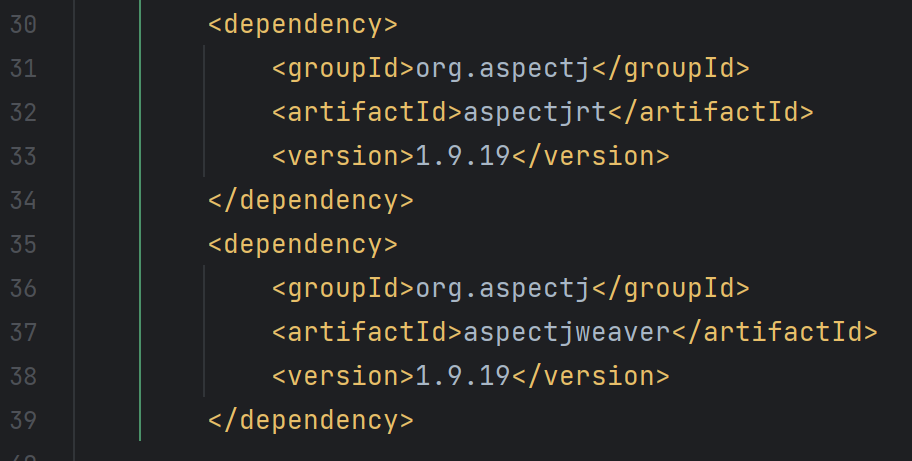 30 <dependency>
31 <groupId>org.aspectj</groupId>
32 <artifactId>aspectjrt</artifactId>
33 <version>1.9.19</version>
34 </dependency>
35 <dependency>
36 <groupId>org.aspectj</groupId>
37 <artifactId>aspectjweaver</artifactId>
38 <version>1.9.19</version>
39 </dependency>